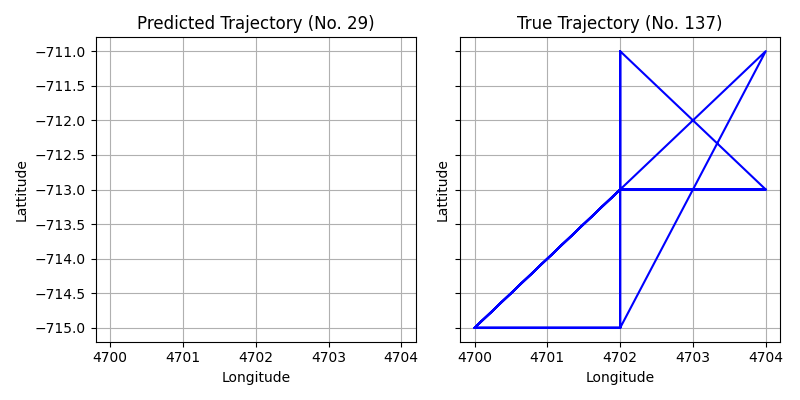 Predicted Trajectory (No. 29)
True Trajectory (No. 137)
Lattitude
−711.0
−711.5
−712.0
−712.5
−713.0
−713.5
−714.0
−714.5
−715.0
4700 4701 4702 4703 4704
Longitude
Lattitude
4700 4701 4702 4703 4704
Longitude